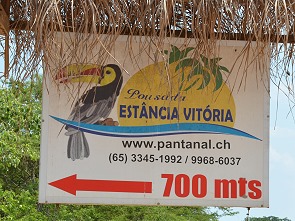 Pousada
ESTÂNCIA VITÓRIA
www.pantanal.ch
(65) 3345-1992 / 9968-6037
700 mts